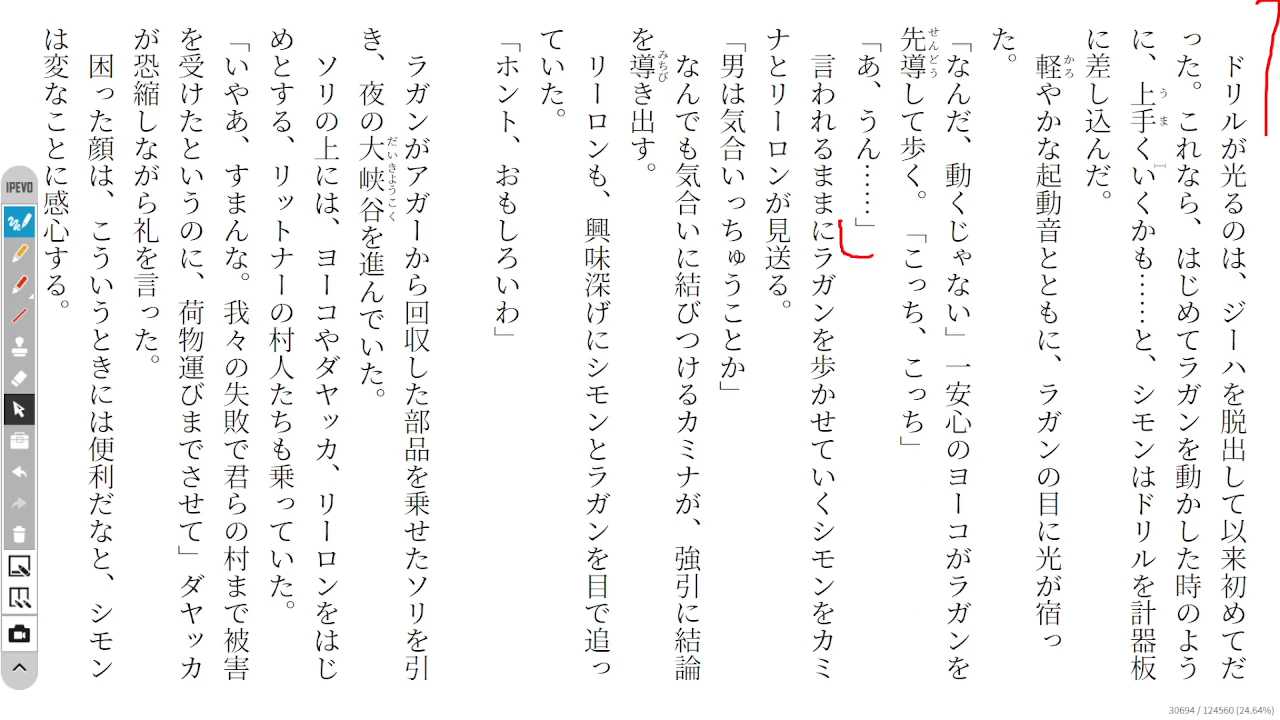 ドリルが光るのは、ジーハを脱出して以来初めてだ
った。これなら、はじめてラガンを動かした時のよう
に、上手くいくかも……と、シモンはドリルを計器板
に差し込んだ。
軽やかな起動音とともに、ラガンの目に光が宿っ
た。
「なんだ、動くじゃない」一安心のヨーコがラガンを
先導して歩く。「こっち、こっち」
「あ、うん……」
言われるままにラガンを歩かせていくシモンをカミ
ナとリーロンが見送る。
「男は気合いっちゅうことか」
なんでも気合いに結びつけるカミナが、強引に結論
を導き出す。
リーロンも、興味深げにシモンとラガンを目で追っ
ていた。
「ホント、おもしろいわ」
ラガンがアガーから回収した部品を乗せたソリを引
き、夜の大峡谷を進んでいた。
ソリの上には、ヨーコやダヤッカ、リーロンをはじ
めとする、リットナーの村人たちも乗っていた。
「いやあ、すまんな。我々の失敗で君らの村まで被害
を受けたというのに、荷物運びまでさせて」ダヤッカ
が恐縮しながら礼を言った。
困った顔は、こういうときには便利だなと、シモン
は変なことに感心する。
IPEVO
30694 / 124560 (24.64%)